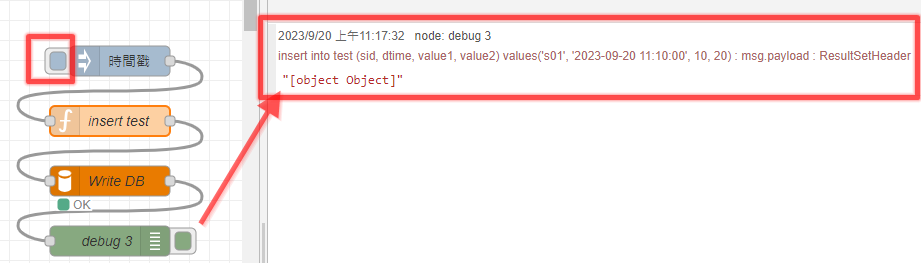 時間戳
insert test
Write DB
OK
debug 3
2023/9/20 上午11:17:32 node: debug 3
insert into test (sid, dtime, value1, value2) values('s01', '2023-09-20 11:10:00', 10, 20) : msg.payload : ResultSetHeader
"[object Object]"